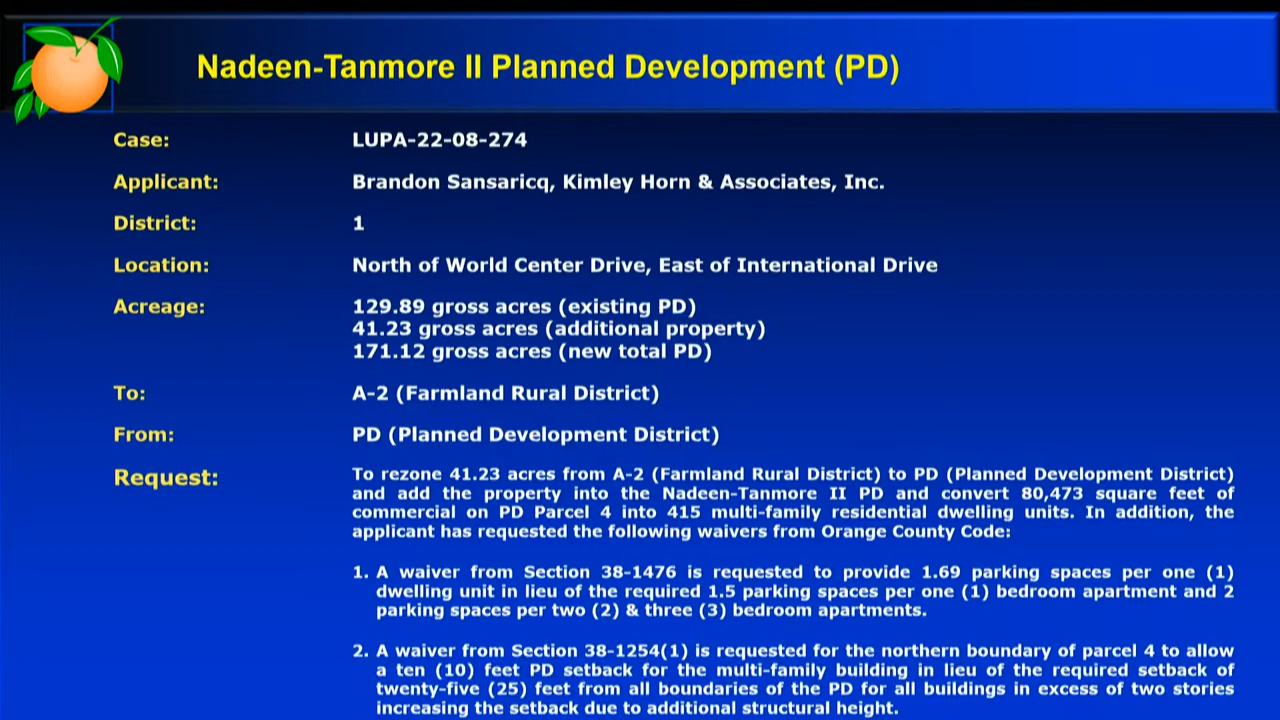 Nadeen-Tanmore II Planned Development (PD)
Case: LUPA-22-08-274
Applicant: Brandon Sansaricq, Kimley Horn & Associates, Inc.
District: 1
Location: North of World Center Drive, East of International Drive
Acreage: 129.89 gross acres (existing PD)
41.23 gross acres (additional property)
171.12 gross acres (new total PD)
To: A-2 (Farmland Rural District)
From: PD (Planned Development District)
Request: To rezone 41.23 acres from A-2 (Farmland Rural District) to PD (Planned Development District)
and add the property into the Nadeen-Tanmore II PD and convert 80,473 square feet of
commercial on PD Parcel 4 into 415 multi-family residential dwelling units. In addition, the
applicant has requested the following waivers from Orange County Code:
1. A waiver from Section 38-1476 is requested to provide 1.69 parking spaces per one (1)
dwelling unit in lieu of the required 1.5 parking spaces per one (1) bedroom apartment and 2
parking spaces per two (2) & three (3) bedroom apartments.
2. A waiver from Section 38-1254(1) is requested for the northern boundary of parcel 4 to allow
a ten (10) feet PD setback for the multi-family building in lieu of the required setback of
twenty-five (25) feet from all boundaries of the PD for all buildings in excess of two stories
increasing the setback due to additional structural height.